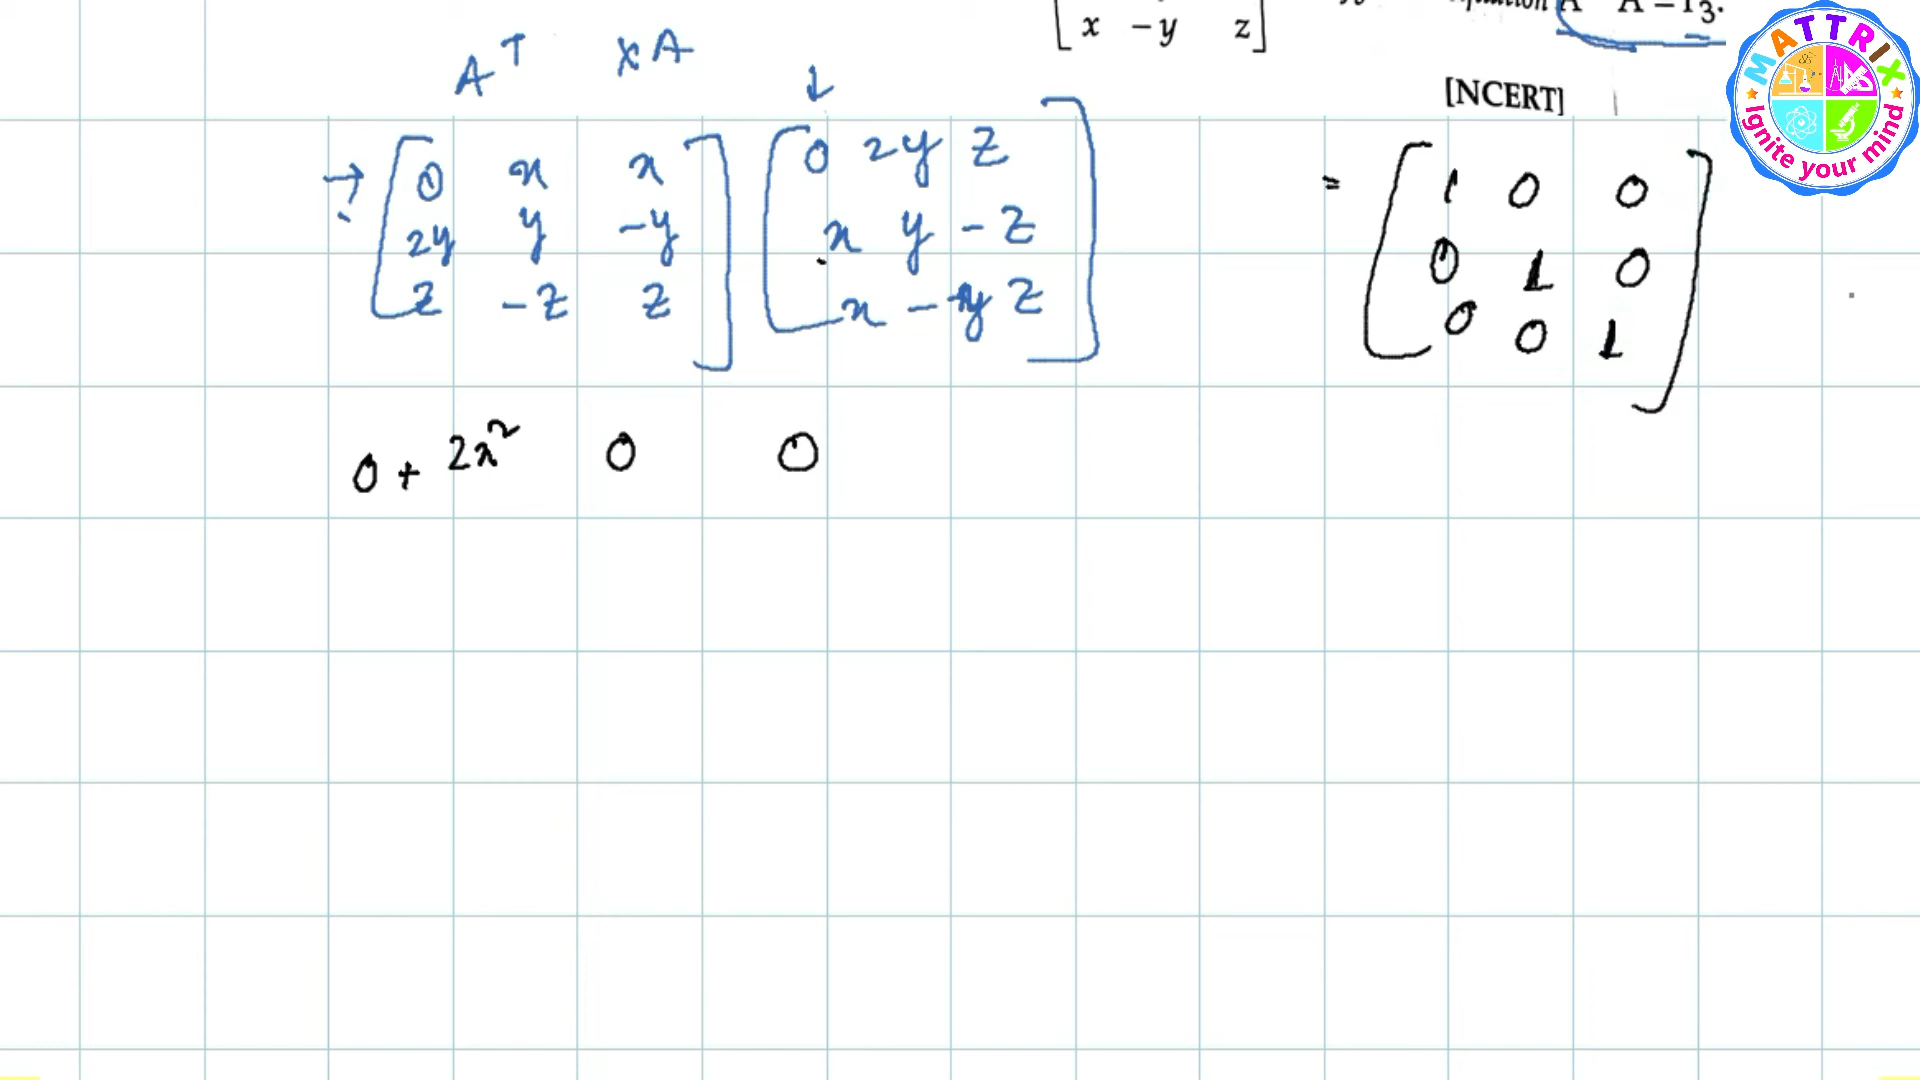 A^T × A
x -y z]
[NCERT]
MATTRIX
Ignite your mind
→ [0 x x] [0 2y z] = [1 0 0]
[2y y -y] [x y -z] [0 1 0]
[z -z z] [x -y z] [0 0 1]
0 + 2x² 0 0